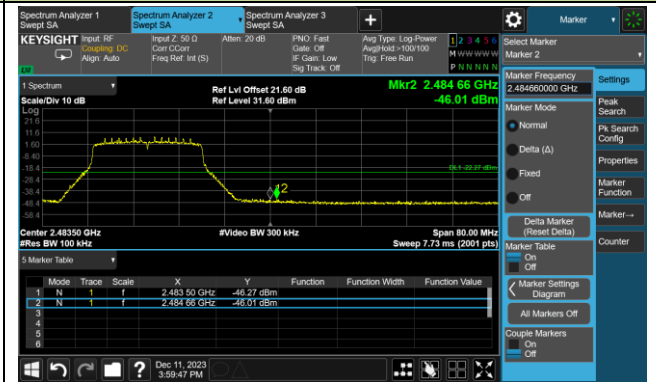 Spectrum Analyzer 1
Swept SA
Spectrum Analyzer 2
Swept SA
Spectrum Analyzer 3
Swept SA
+
Marker
KEYSIGHT
Input: RF
Coupling: DC
Align: Auto
Input Z: 50 Ω
Corr CCorr
Freq Ref: Int (S)
Atten: 20 dB
PNO: Fast
Gate: Off
IF Gain: Low
Sig Track: Off
Avg Type: Log-Power
Avg|Hold:>100/100
Trig: Free Run
1 2 3 4 5 6
M W W W W W
P N N N N N
Select Marker
Marker 2
Marker Frequency
2.484660000 GHz
Settings
1 Spectrum
Scale/Div 10 dB
Ref Lvl Offset 21.60 dB
Ref Level 31.60 dBm
Mkr2 2.484 66 GHz
-46.01 dBm
Log
21.6
11.6
1.60
-8.40
-18.4
-28.4
-38.4
-48.4
-58.4
DL1 -22.27 dBm
2
Center 2.48350 GHz
#Res BW 100 kHz
#Video BW 300 kHz
Span 80.00 MHz
Sweep 7.73 ms (2001 pts)
Marker Mode
Normal
Delta (Δ)
Fixed
Off
Delta Marker
(Reset Delta)
Marker Table
On
Off
Marker Settings
Diagram
All Markers Off
Couple Markers
On
Off
Peak
Search
Pk Search
Config
Properties
Marker
Function
Marker→
Counter
5 Marker Table
Mode Trace Scale X Y Function Function Width Function Value
1 N 1 f 2.483 50 GHz -46.27 dBm
2 N 1 f 2.484 66 GHz -46.01 dBm
3
4
5
6
?
Dec 11, 2023
3:59:47 PM